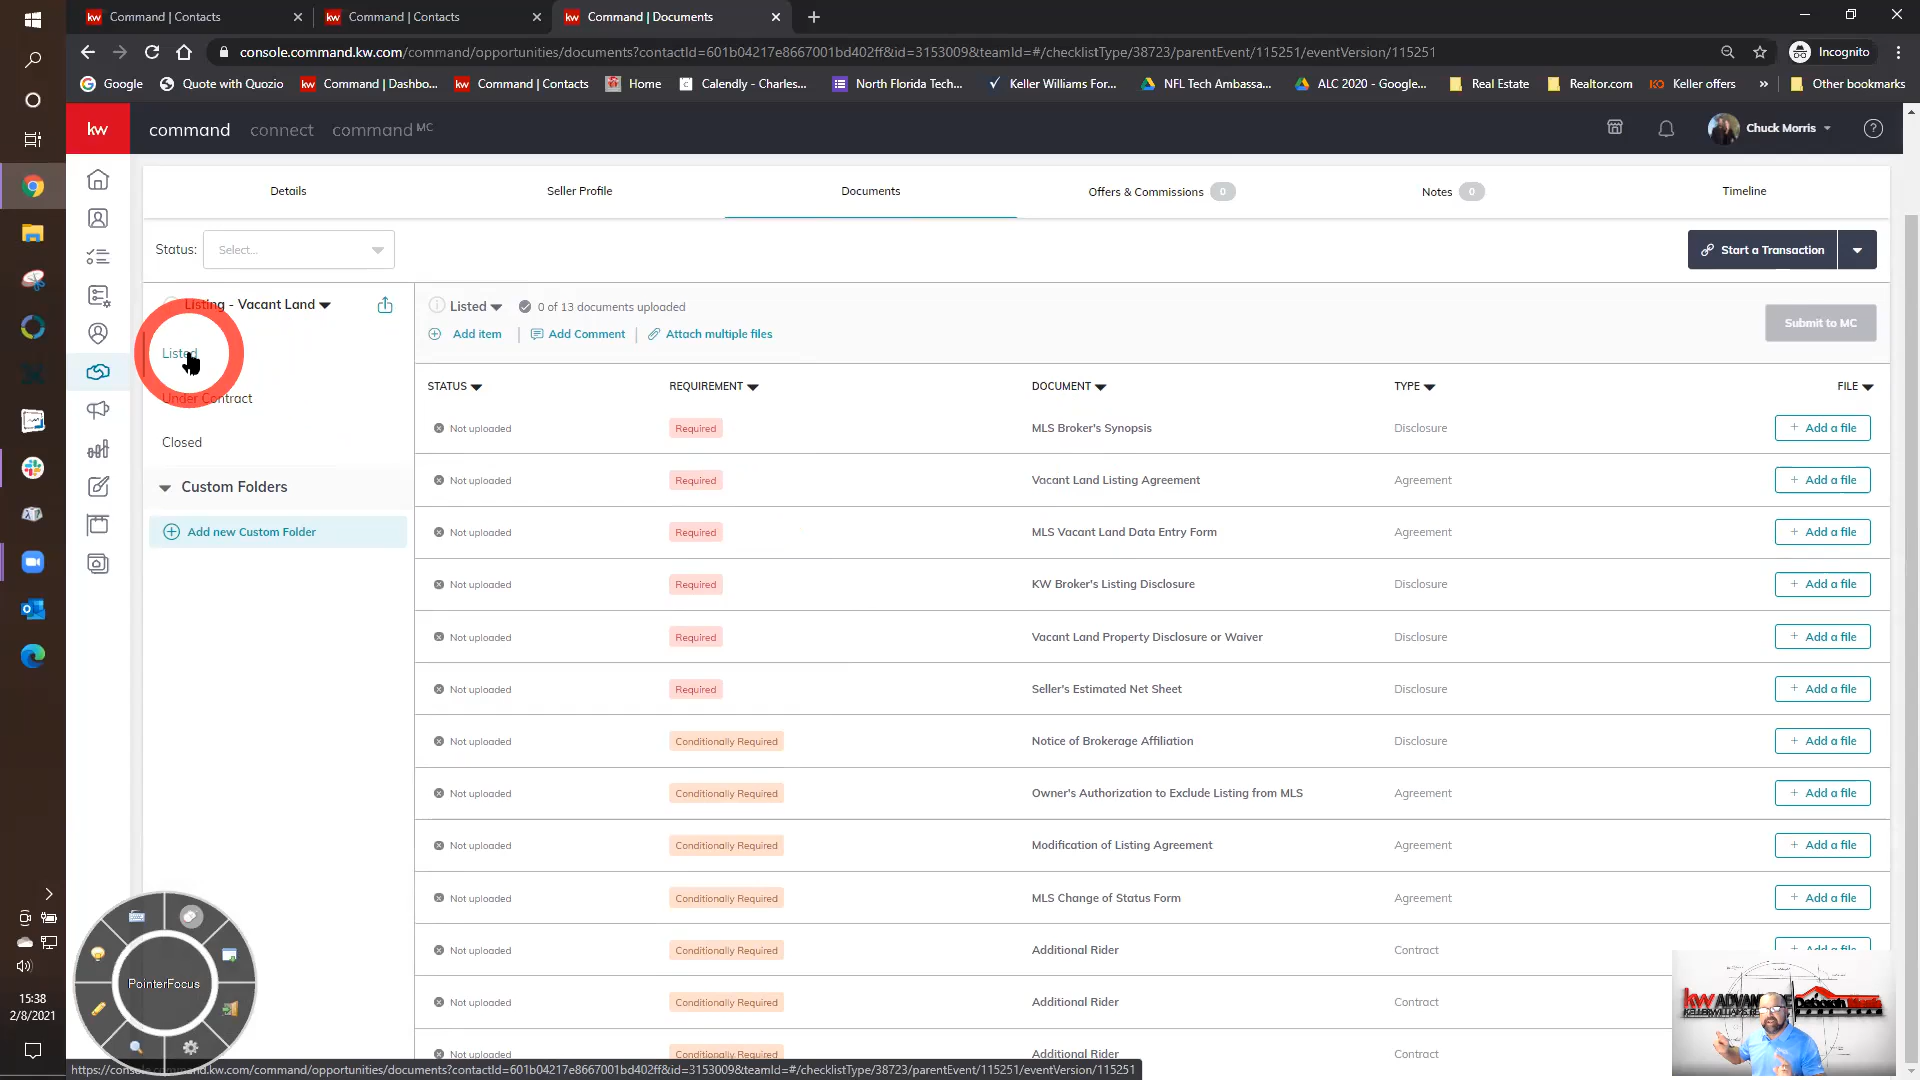 Command | Contacts
Command | Contacts
Command | Documents
console.command.kw.com/command/opportunities/documents?contactId=601b04217e8667001bd402ff&id=3153009&teamId=#/checklistType/38723/parentEvent/115251/eventVersion/115251
Incognito
Google
Quote with Quozio
Command | Dashbo...
Command | Contacts
Home
Calendly - Charles...
North Florida Tech...
Keller Williams For...
NFL Tech Ambassa...
ALC 2020 - Google...
Real Estate
Realtor.com
Keller offers
Other bookmarks
kw
command
connect
command MC
Chuck Morris
Details
Seller Profile
Documents
Offers & Commissions 0
Notes 0
Timeline
Status:
Select...
Start a Transaction
Listing - Vacant Land
Listed
Under Contract
Closed
Custom Folders
Add new Custom Folder
Listed
0 of 13 documents uploaded
Add item
Add Comment
Attach multiple files
Submit to MC
STATUS REQUIREMENT DOCUMENT TYPE FILE
Not uploaded Required MLS Broker's Synopsis Disclosure + Add a file
Not uploaded Required Vacant Land Listing Agreement Agreement + Add a file
Not uploaded Required MLS Vacant Land Data Entry Form Agreement + Add a file
Not uploaded Required KW Broker's Listing Disclosure Disclosure + Add a file
Not uploaded Required Vacant Land Property Disclosure or Waiver Disclosure + Add a file
Not uploaded Required Seller's Estimated Net Sheet Disclosure + Add a file
Not uploaded Conditionally Required Notice of Brokerage Affiliation Disclosure + Add a file
Not uploaded Conditionally Required Owner's Authorization to Exclude Listing from MLS Agreement + Add a file
Not uploaded Conditionally Required Modification of Listing Agreement Agreement + Add a file
Not uploaded Conditionally Required MLS Change of Status Form Agreement + Add a file
Not uploaded Conditionally Required Additional Rider Contract + Add a file
Not uploaded Conditionally Required Additional Rider Contract
Not uploaded Conditionally Required Additional Rider Contract
PointerFocus
15:38
2/8/2021
https://console.command.kw.com/command/opportunities/documents?contactId=601b04217e8667001bd402ff&id=3153009&teamId=#/checklistType/38723/parentEvent/115251/eventVersion/115251